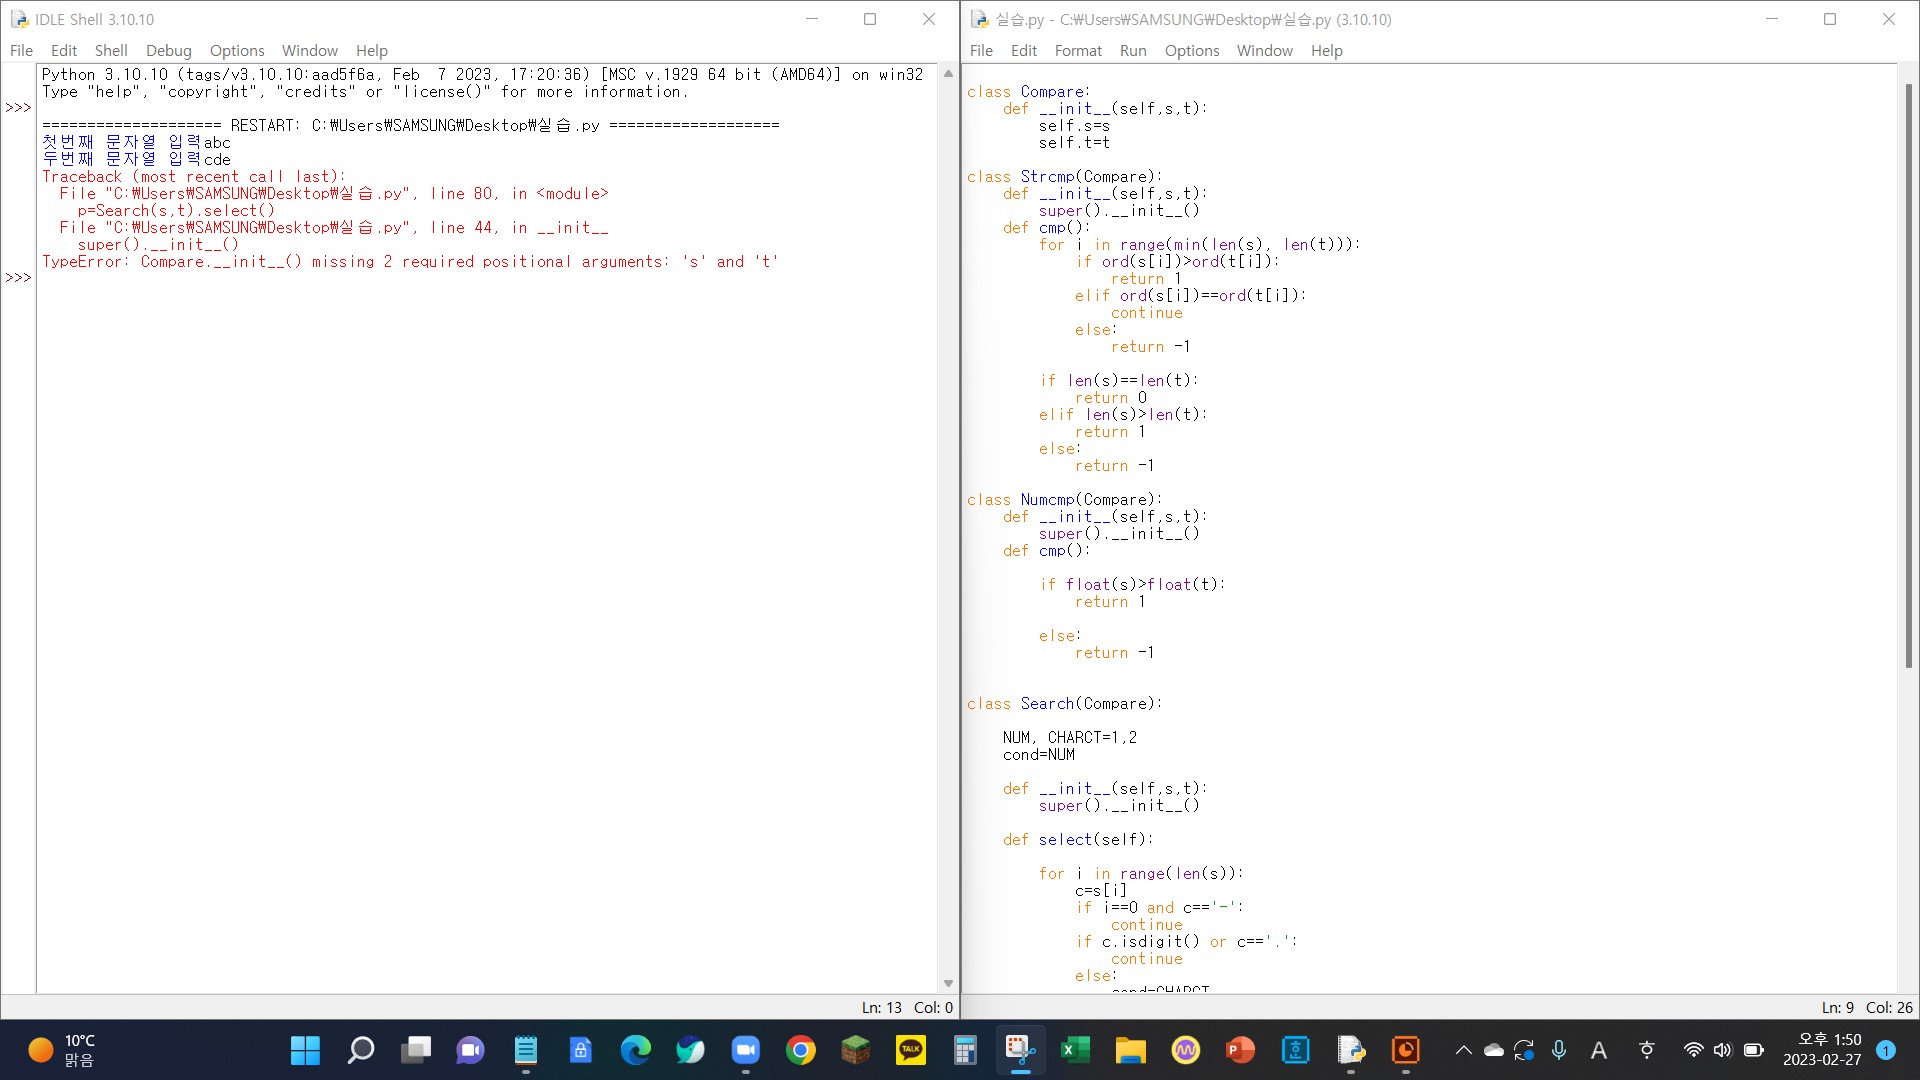 IDLE Shell 3.10.10
File Edit Shell Debug Options Window Help
Python 3.10.10 (tags/v3.10.10:aad5f6a, Feb  7 2023, 17:20:36) [MSC v.1929 64 bit (AMD64)] on win32
Type "help", "copyright", "credits" or "license()" for more information.
>>>
==================== RESTART: C:₩Users₩SAMSUNG₩Desktop₩실습.py ===================
첫번째 문자열 입력abc
두번째 문자열 입력cde
Traceback (most recent call last):
  File "C:₩Users₩SAMSUNG₩Desktop₩실습.py", line 80, in <module>
    p=Search(s,t).select()
  File "C:₩Users₩SAMSUNG₩Desktop₩실습.py", line 44, in __init__
    super().__init__()
TypeError: Compare.__init__() missing 2 required positional arguments: 's' and 't'
>>>
Ln: 13 Col: 0
실습.py - C:₩Users₩SAMSUNG₩Desktop₩실습.py (3.10.10)
File Edit Format Run Options Window Help
class Compare:
    def __init__(self,s,t):
        self.s=s
        self.t=t
class Strcmp(Compare):
    def __init__(self,s,t):
        super().__init__()
    def cmp():
        for i in range(min(len(s), len(t))):
            if ord(s[i])>ord(t[i]):
                return 1
            elif ord(s[i])==ord(t[i]):
                continue
            else:
                return -1
        if len(s)==len(t):
            return 0
        elif len(s)>len(t):
            return 1
        else:
            return -1
class Numcmp(Compare):
    def __init__(self,s,t):
        super().__init__()
    def cmp():
        if float(s)>float(t):
            return 1
        else:
            return -1
class Search(Compare):
    NUM, CHARCT=1,2
    cond=NUM
    def __init__(self,s,t):
        super().__init__()
    def select(self):
        for i in range(len(s)):
            c=s[i]
            if i==0 and c=='-':
                continue
            if c.isdigit() or c=='.':
                continue
            else:
                cond=CHARCT
Ln: 9 Col: 26
10°C
맑음
TALK
A
오후 1:50
2023-02-27
1